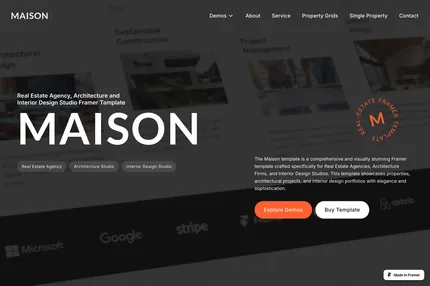 MAISON
Demos About Service Property Grids Single Property Contact
Sustainable
Construction
Project
Management
Real Estate Agency, Architecture and
Interior Design Studio Framer Tamplate
MAISON
Real Estate Agency Architecture Studio Interior Design Studio
REAL-ESTATE FRAMER TEMPLATE
M
The Maison template is a comprehensive and visually stunning Framer
template crafted specifically for Real Estate Agencies, Architecture
Firms, and Interior Design Studios. This template showcases properties,
architectural projects, and interior design portfolios with elegance and
sophistication.
Explore Demos Buy Template
Microsoft Google stripe airbnb
Made in Framer